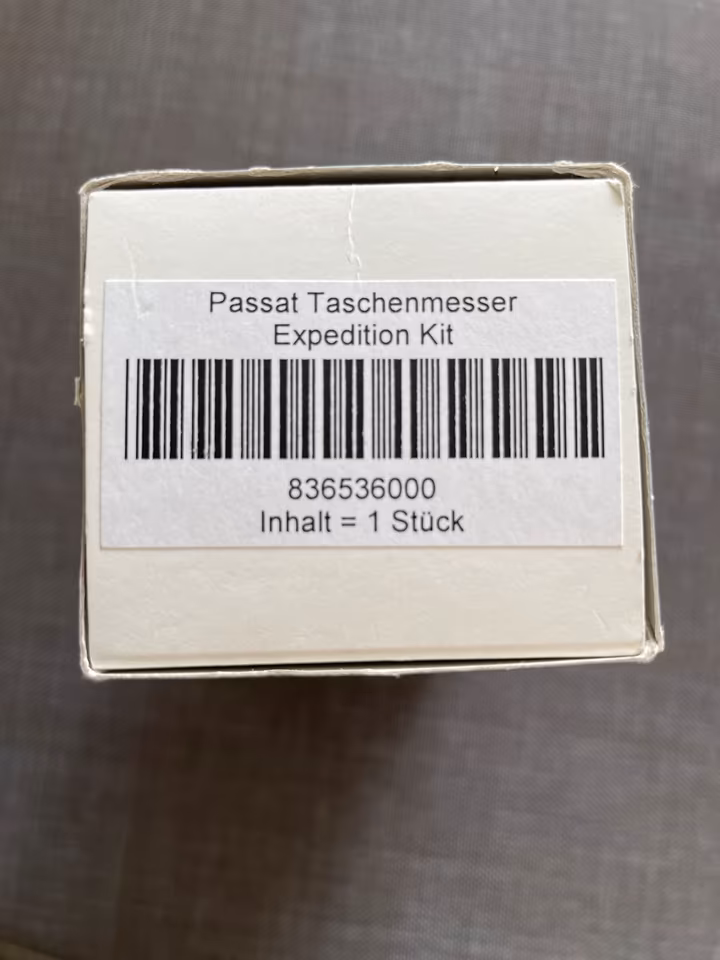 Passat Taschenmesser
Expedition Kit
836536000
Inhalt = 1 Stück